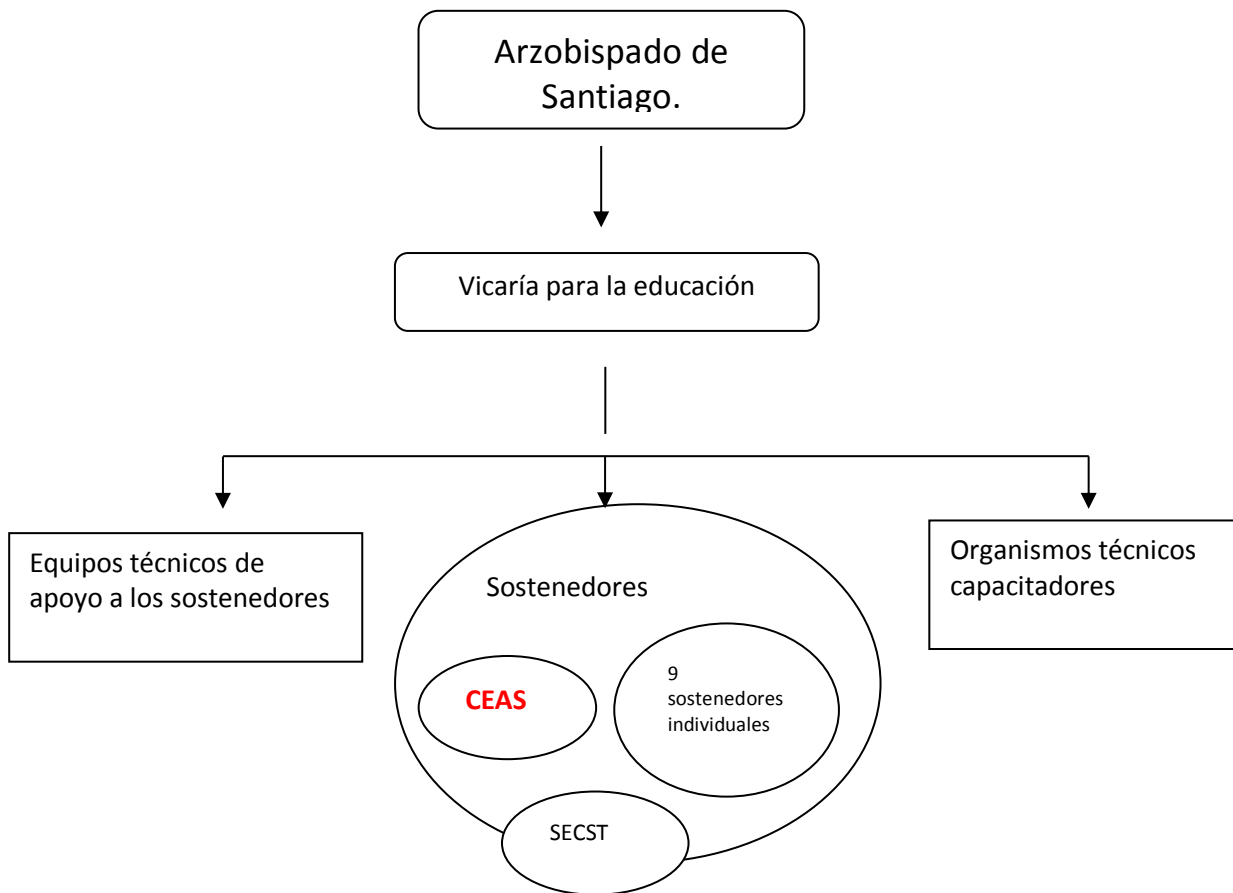 Arzobispado de
Santiago.
Vicaría para la educación
Equipos técnicos de
apoyo a los sostenedores
Sostenedores
Organismos técnicos
capacitadores
CEAS
9
sostenedores
individuales
SECST